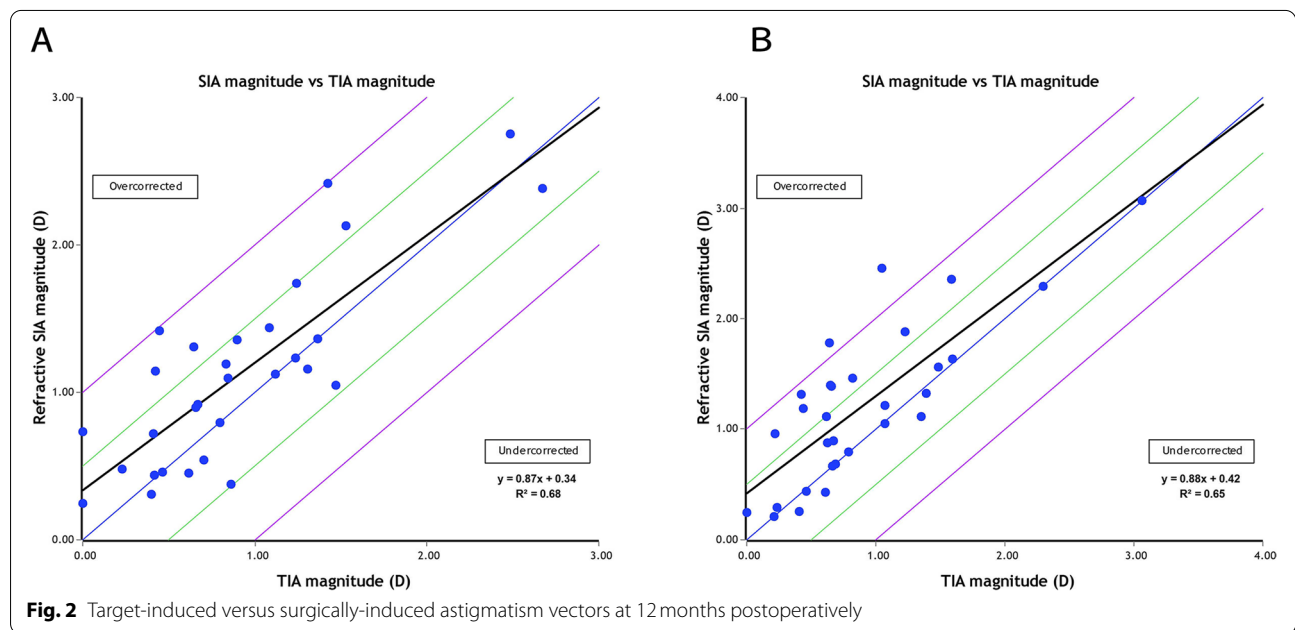 A
SIA magnitude vs TIA magnitude
3.00
2.00
1.00
0.00
Refractive SIA magnitude (D)
Overcorrected
Undercorrected
y = 0.87x + 0.34
R² = 0.68
0.00 1.00 2.00 3.00
TIA magnitude (D)
B
SIA magnitude vs TIA magnitude
4.00
3.00
2.00
1.00
0.00
Refractive SIA magnitude (D)
Overcorrected
Undercorrected
y = 0.88x + 0.42
R² = 0.65
0.00 1.00 2.00 3.00 4.00
TIA magnitude (D)
Fig. 2 Target-induced versus surgically-induced astigmatism vectors at 12 months postoperatively